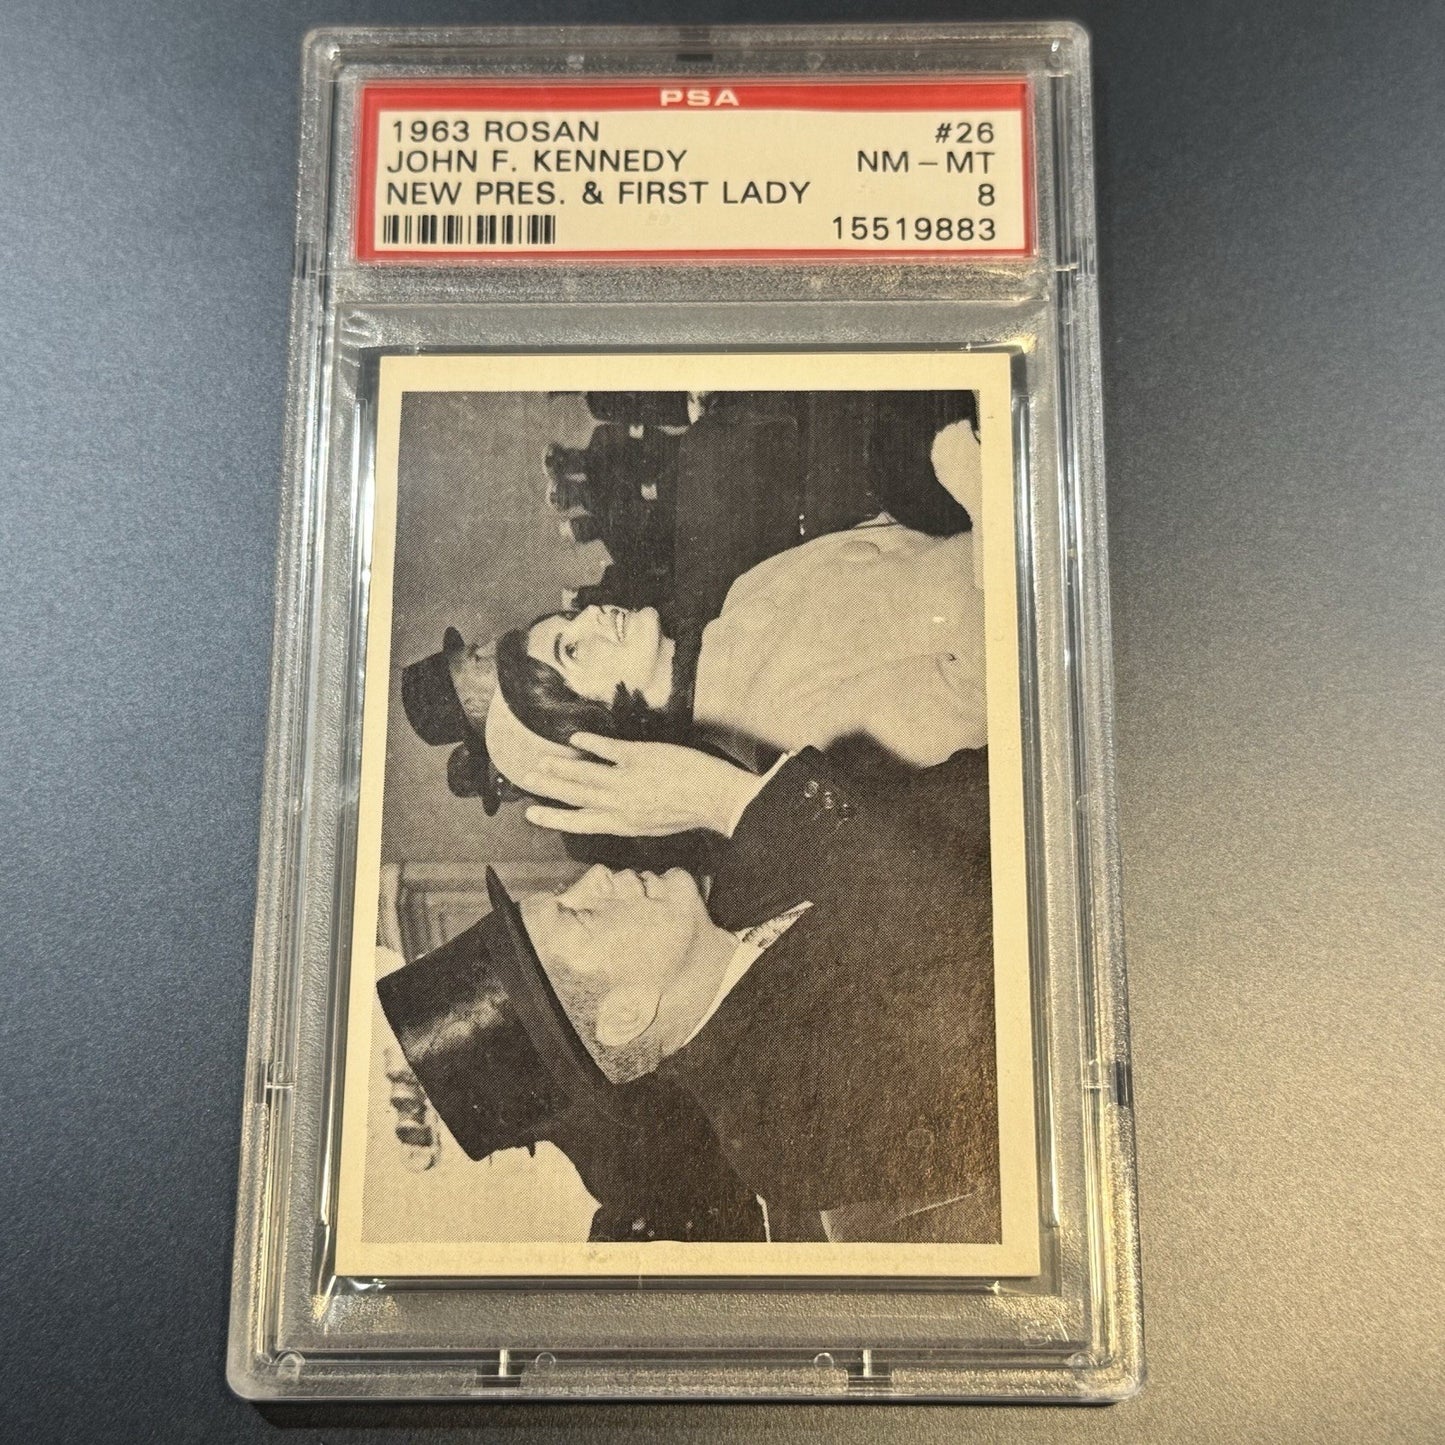 PSA
1963 ROSAN #26
JOHN F. KENNEDY NM - MT
NEW PRES. & FIRST LADY 8
15519883